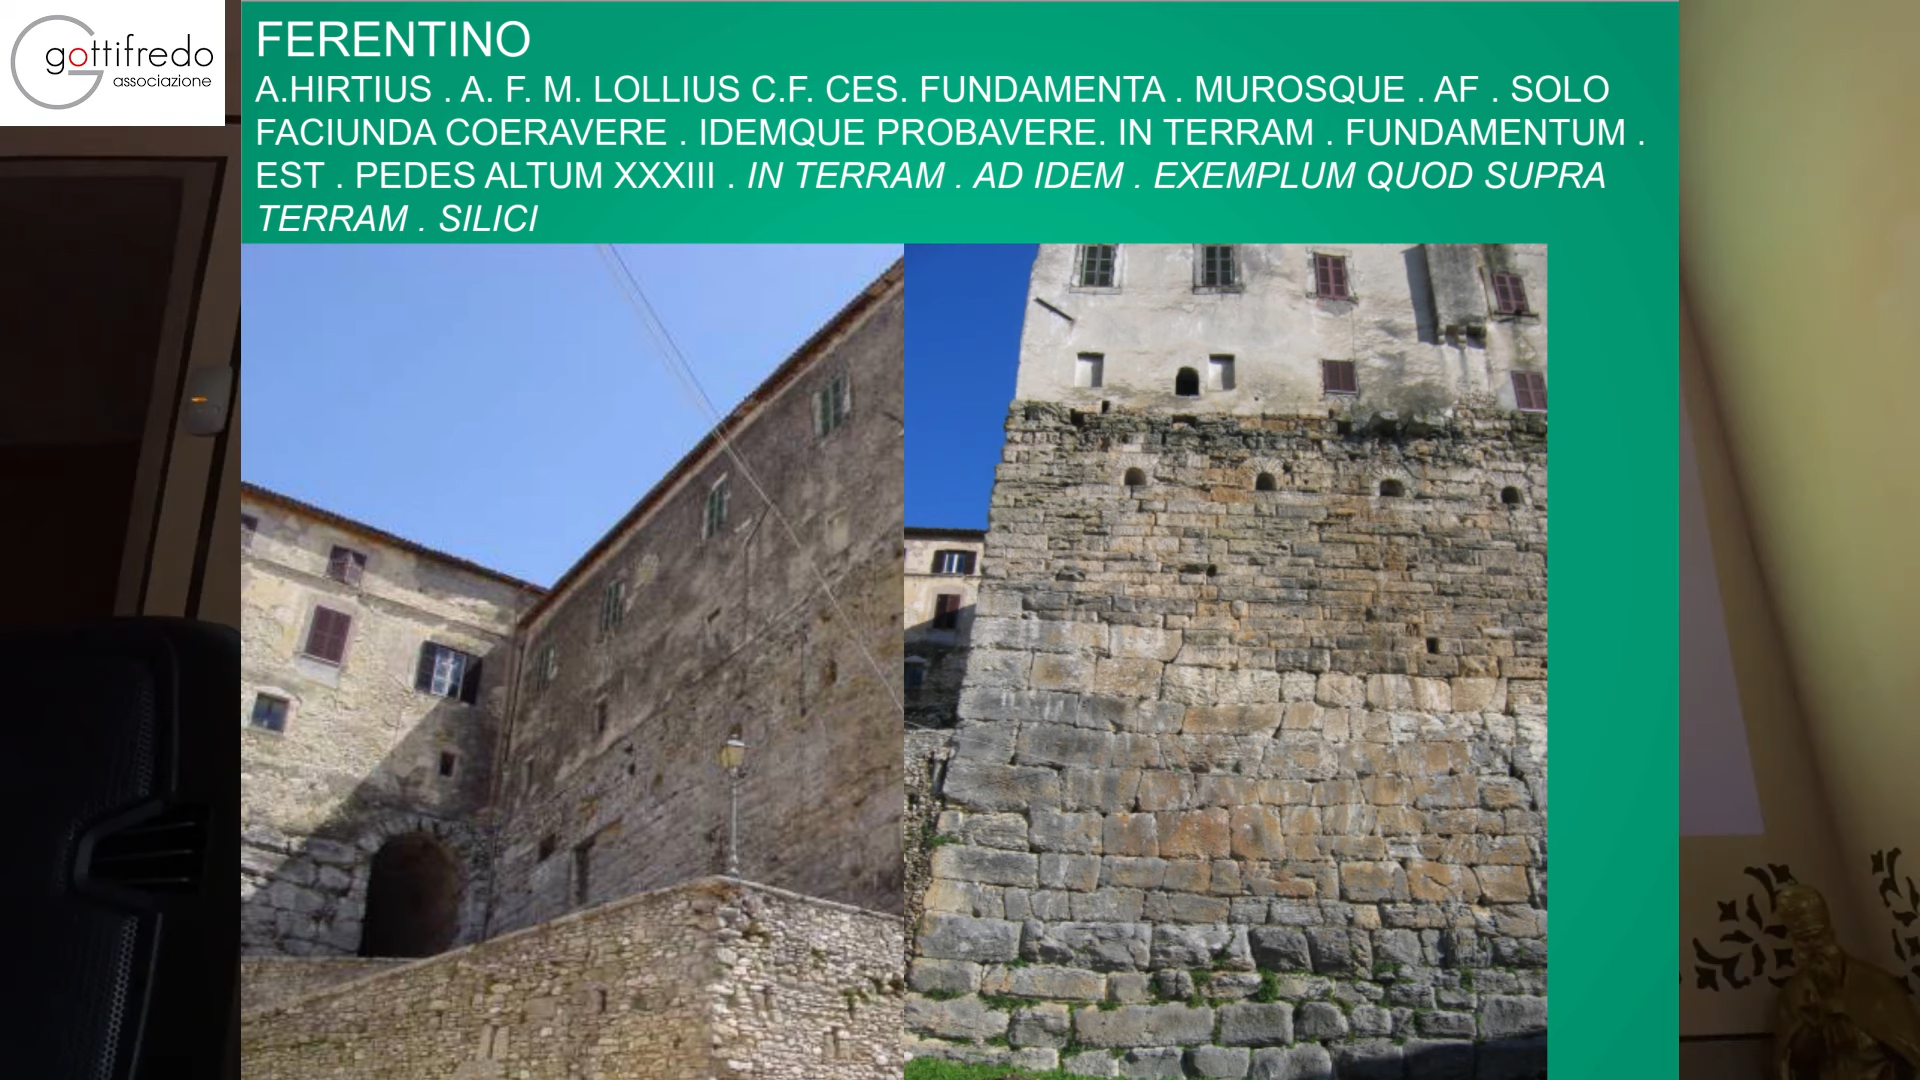 gottifredo
associazione
FERENTINO
A.HIRTIUS . A. F. M. LOLLIUS C.F. CES. FUNDAMENTA . MUROSQUE . AF . SOLO
FACIUNDA COERAVERE . IDEMQUE PROBAVERE. IN TERRAM . FUNDAMENTUM .
EST . PEDES ALTUM XXXIII . IN TERRAM . AD IDEM . EXEMPLUM QUOD SUPRA
TERRAM . SILICI